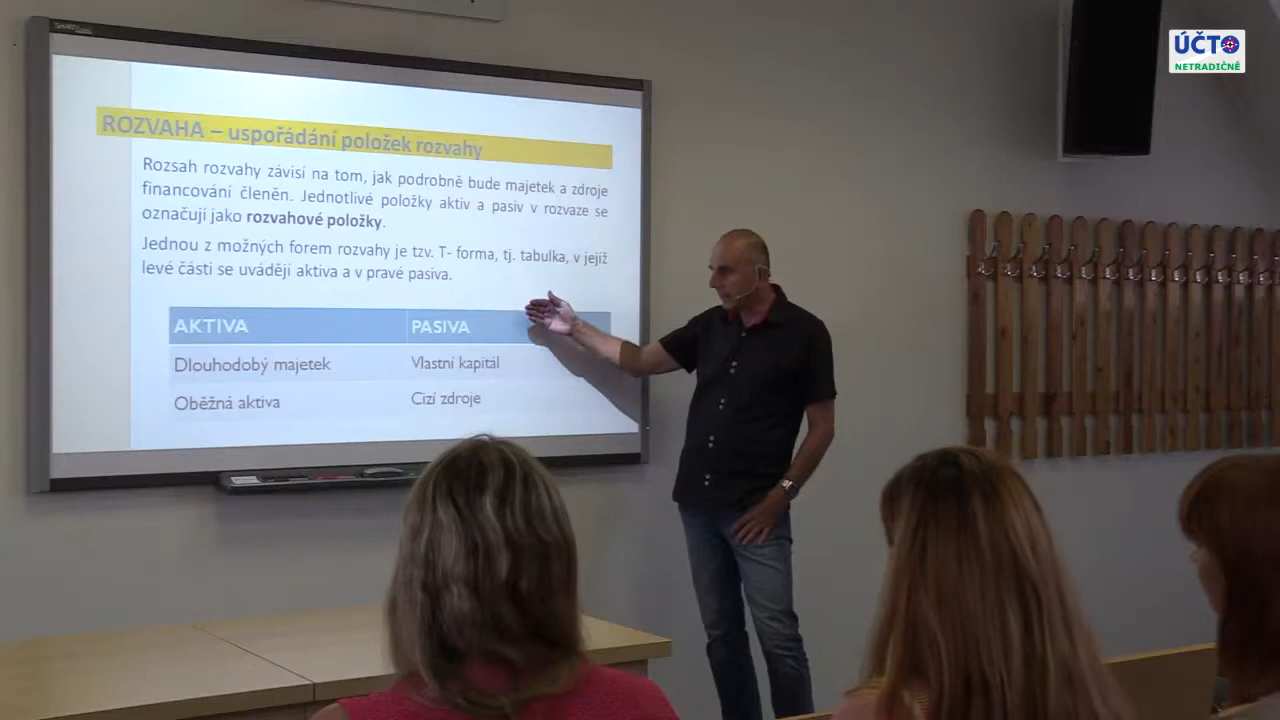 ÚČTO
NETRADIČNĚ
ROZVAHA – uspořádání položek rozvahy
Rozsah rozvahy závisí na tom, jak podrobně bude majetek a zdroje
financování členěn. Jednotlivé položky aktiv a pasiv v rozvaze se
označují jako rozvahové položky.
Jednou z možných forem rozvahy je tzv. T- forma, tj. tabulka, v jejíž
levé části se uvádějí aktiva a v pravé pasiva.
AKTIVA PASIVA
Dlouhodobý majetek Vlastní kapitál
Oběžná aktiva Cizí zdroje